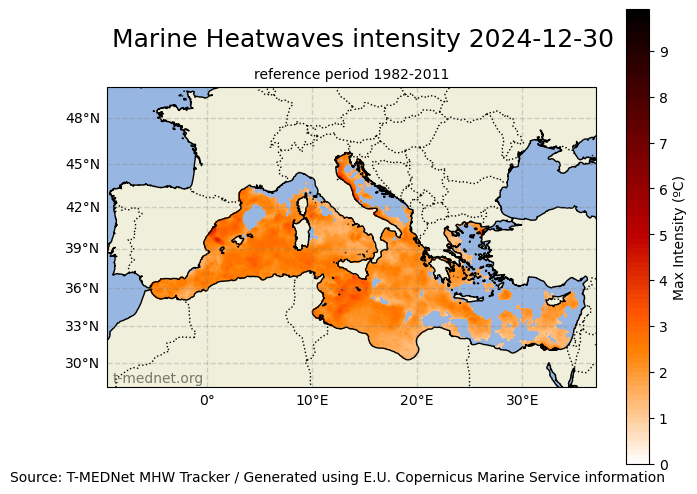 Marine Heatwaves intensity 2024-12-30
reference period 1982-2011
48°N
45°N
42°N
39°N
36°N
33°N
30°N
0°
10°E
20°E
30°E
t-mednet.org
9
8
7
6
5
4
3
2
1
0
Max Intensity (ºC)
Source: T-MEDNet MHW Tracker / Generated using E.U. Copernicus Marine Service information